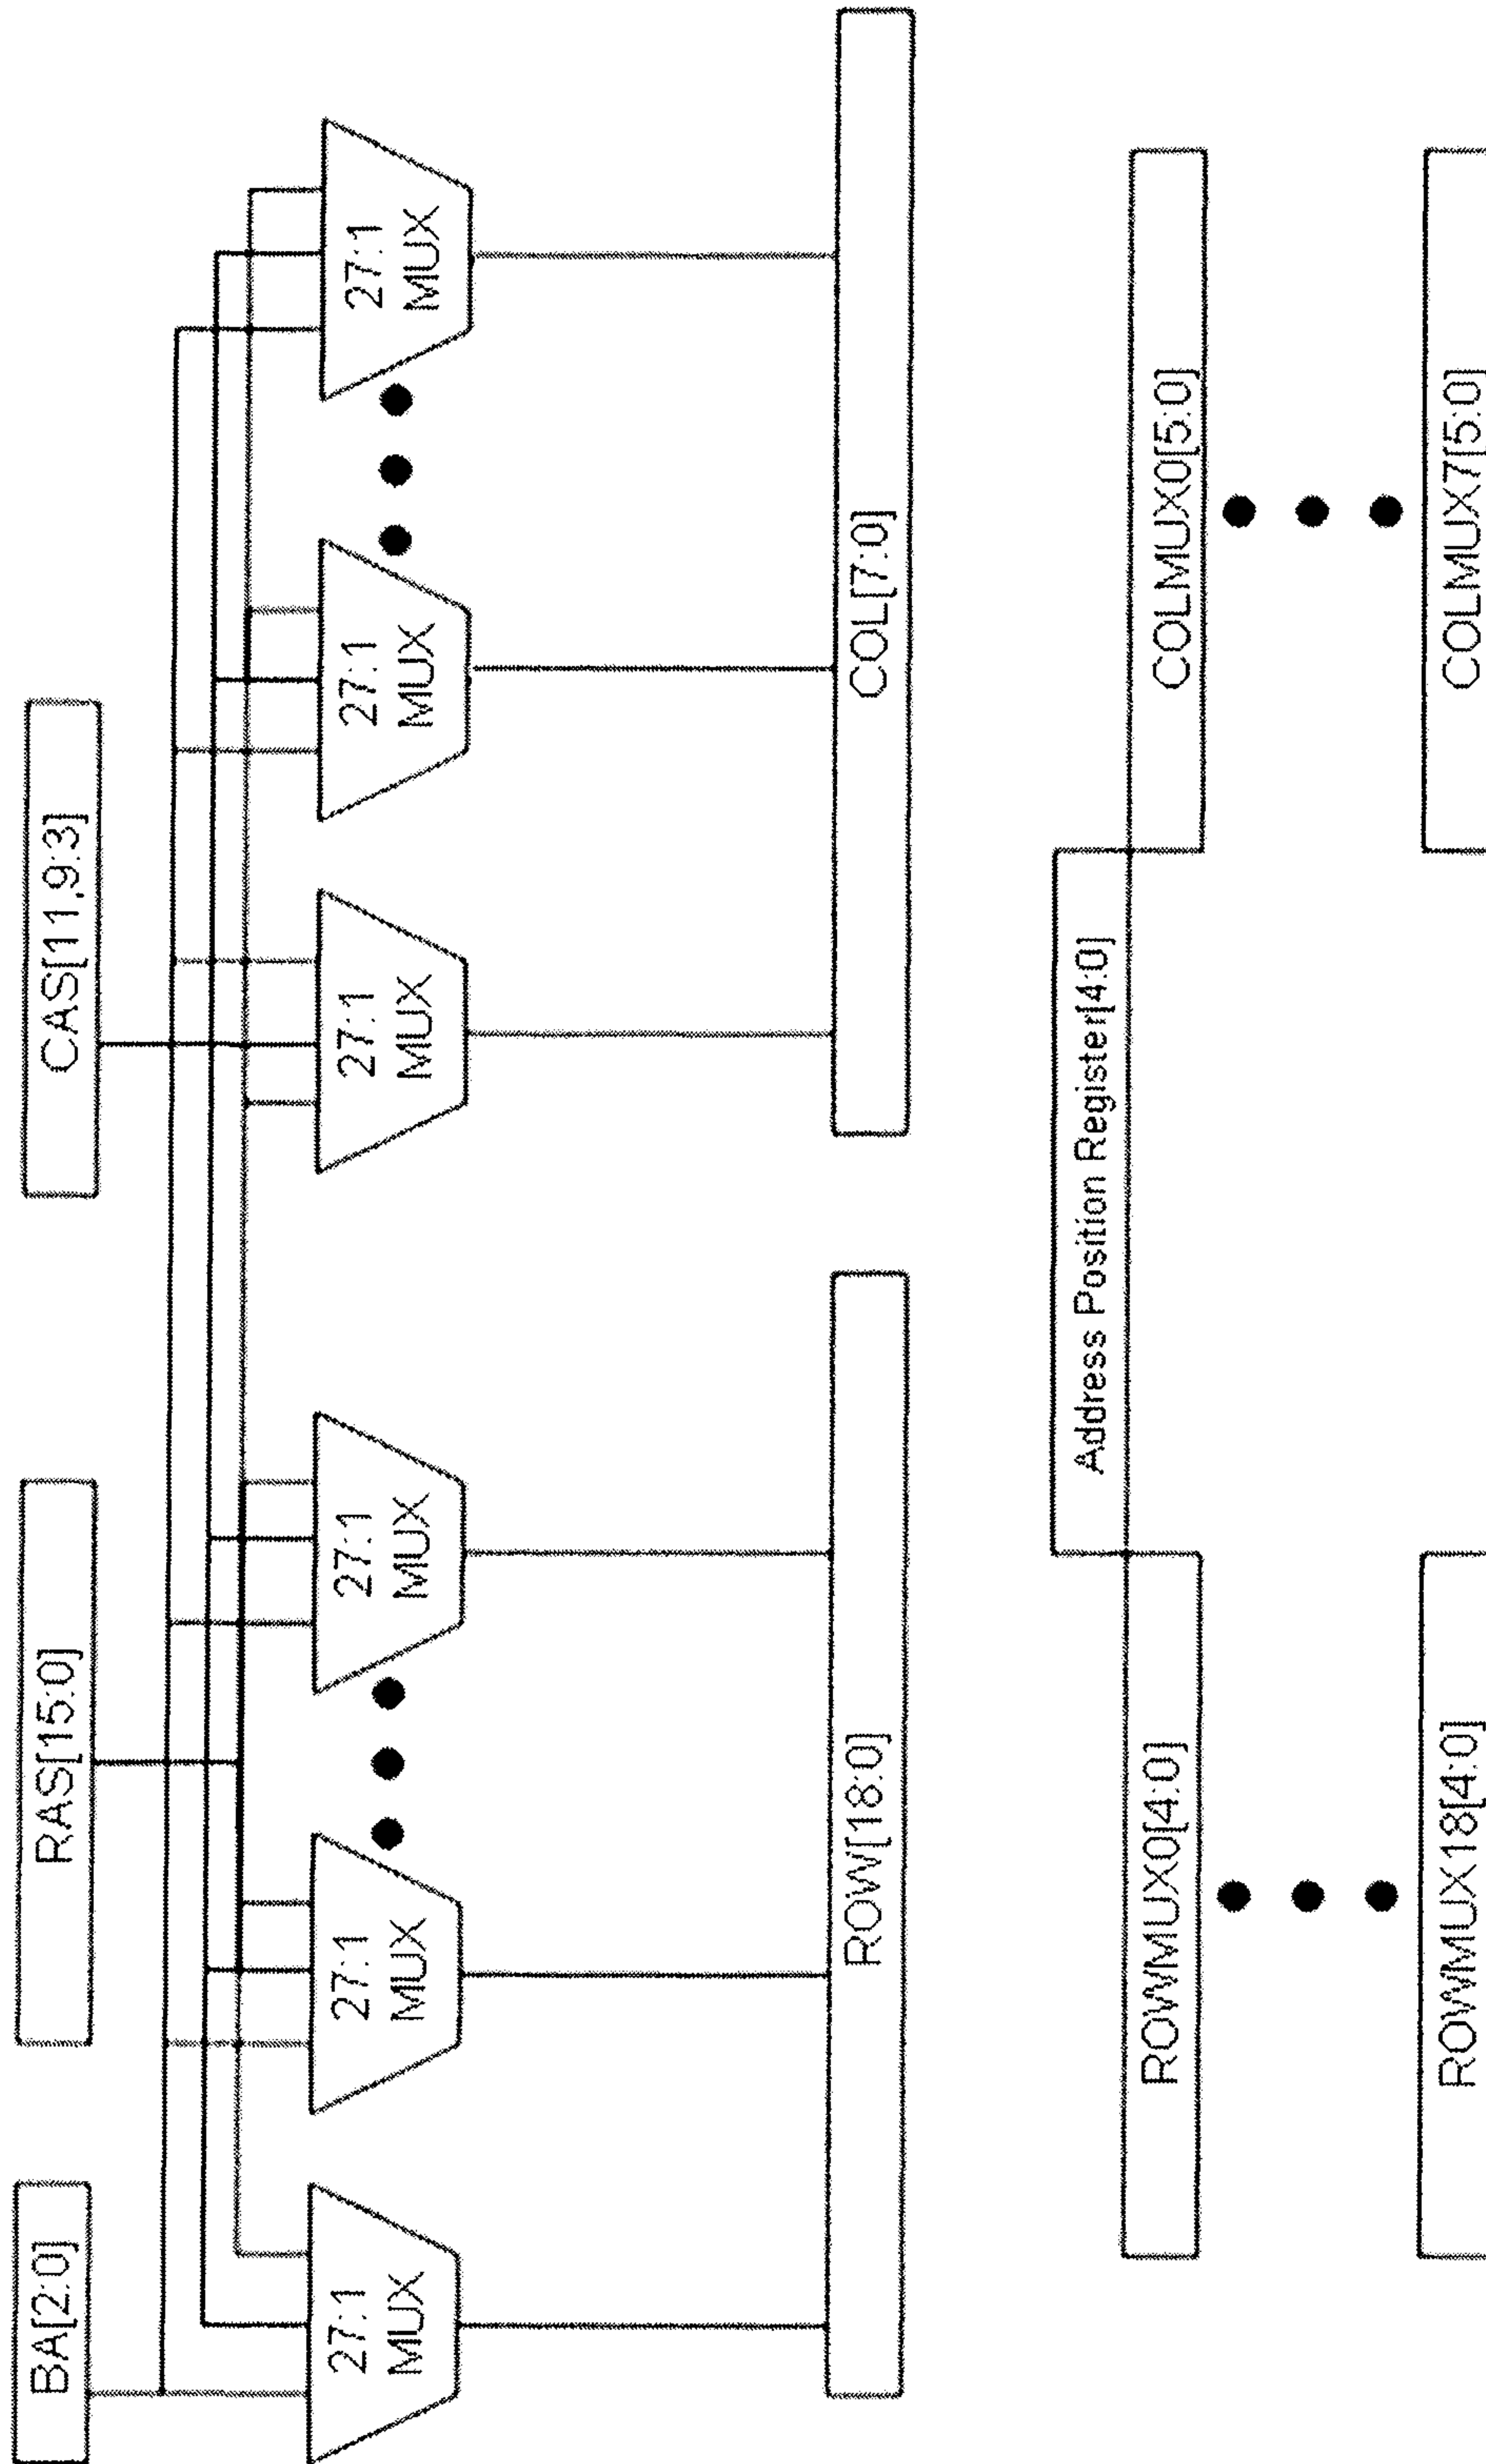 BA[2:0]
RAS[15:0]
CAS[11,9:3]
27:1
MUX
27:1
MUX
27:1
MUX
27:1
MUX
27:1
MUX
27:1
MUX
ROW[18:0]
COL[7:0]
Address Position Register[4:0]
ROWMUX0[4:0]
COLMUX0[5:0]
ROWMUX18[4:0]
COLMUX7[5:0]